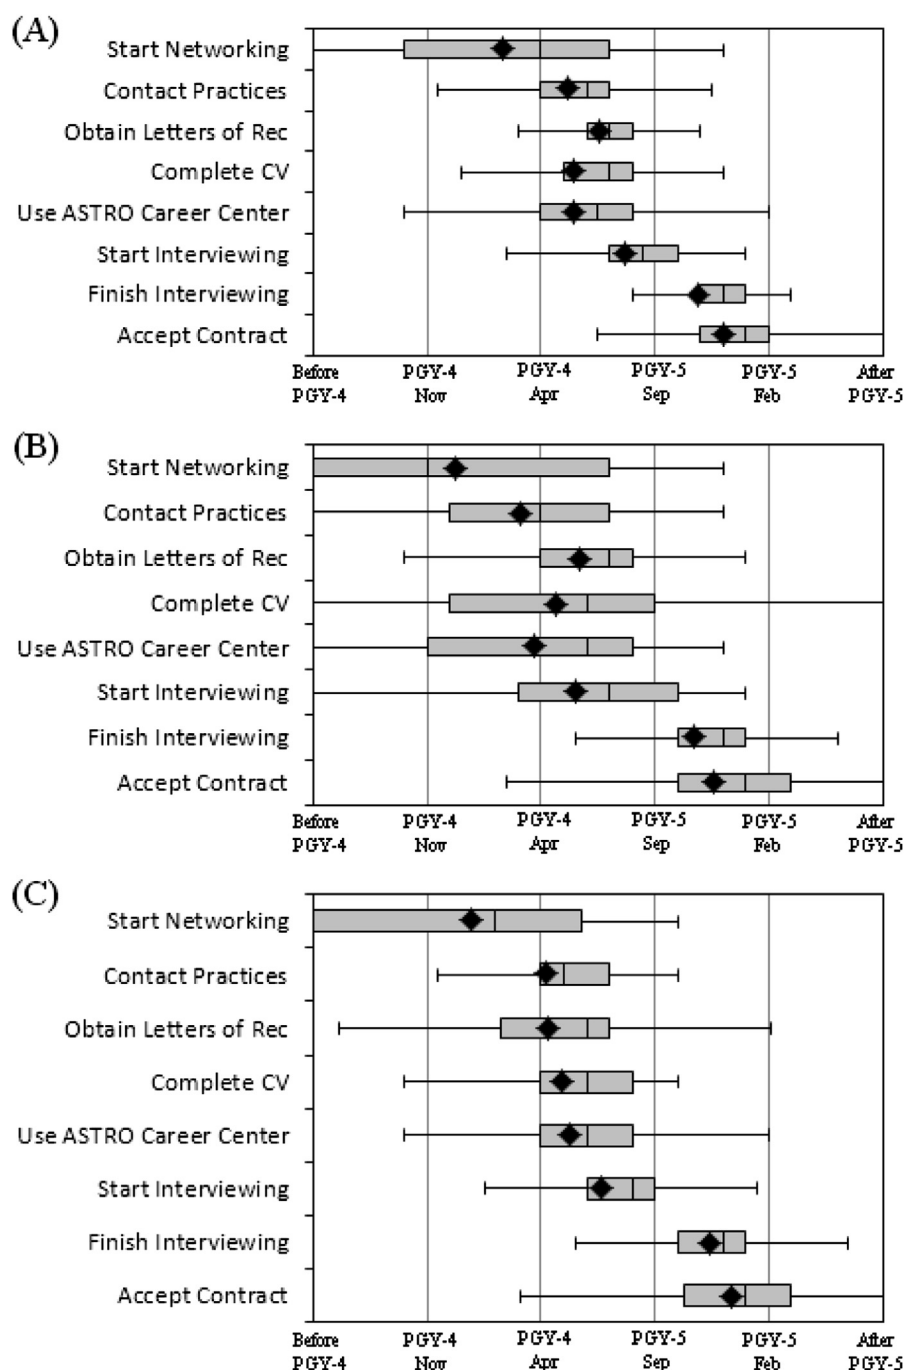 (A)
Start Networking
Contact Practices
Obtain Letters of Rec
Complete CV
Use ASTRO Career Center
Start Interviewing
Finish Interviewing
Accept Contract
Before PGY-4 PGY-4 PGY-5 PGY-5 After
PGY-4 Nov Apr Sep Feb PGY-5
(B)
Start Networking
Contact Practices
Obtain Letters of Rec
Complete CV
Use ASTRO Career Center
Start Interviewing
Finish Interviewing
Accept Contract
Before PGY-4 PGY-4 PGY-5 PGY-5 After
PGY-4 Nov Apr Sep Feb PGY-5
(C)
Start Networking
Contact Practices
Obtain Letters of Rec
Complete CV
Use ASTRO Career Center
Start Interviewing
Finish Interviewing
Accept Contract
Before PGY-4 PGY-4 PGY-5 PGY-5 After
PGY-4 Nov Apr Sep Feb PGY-5